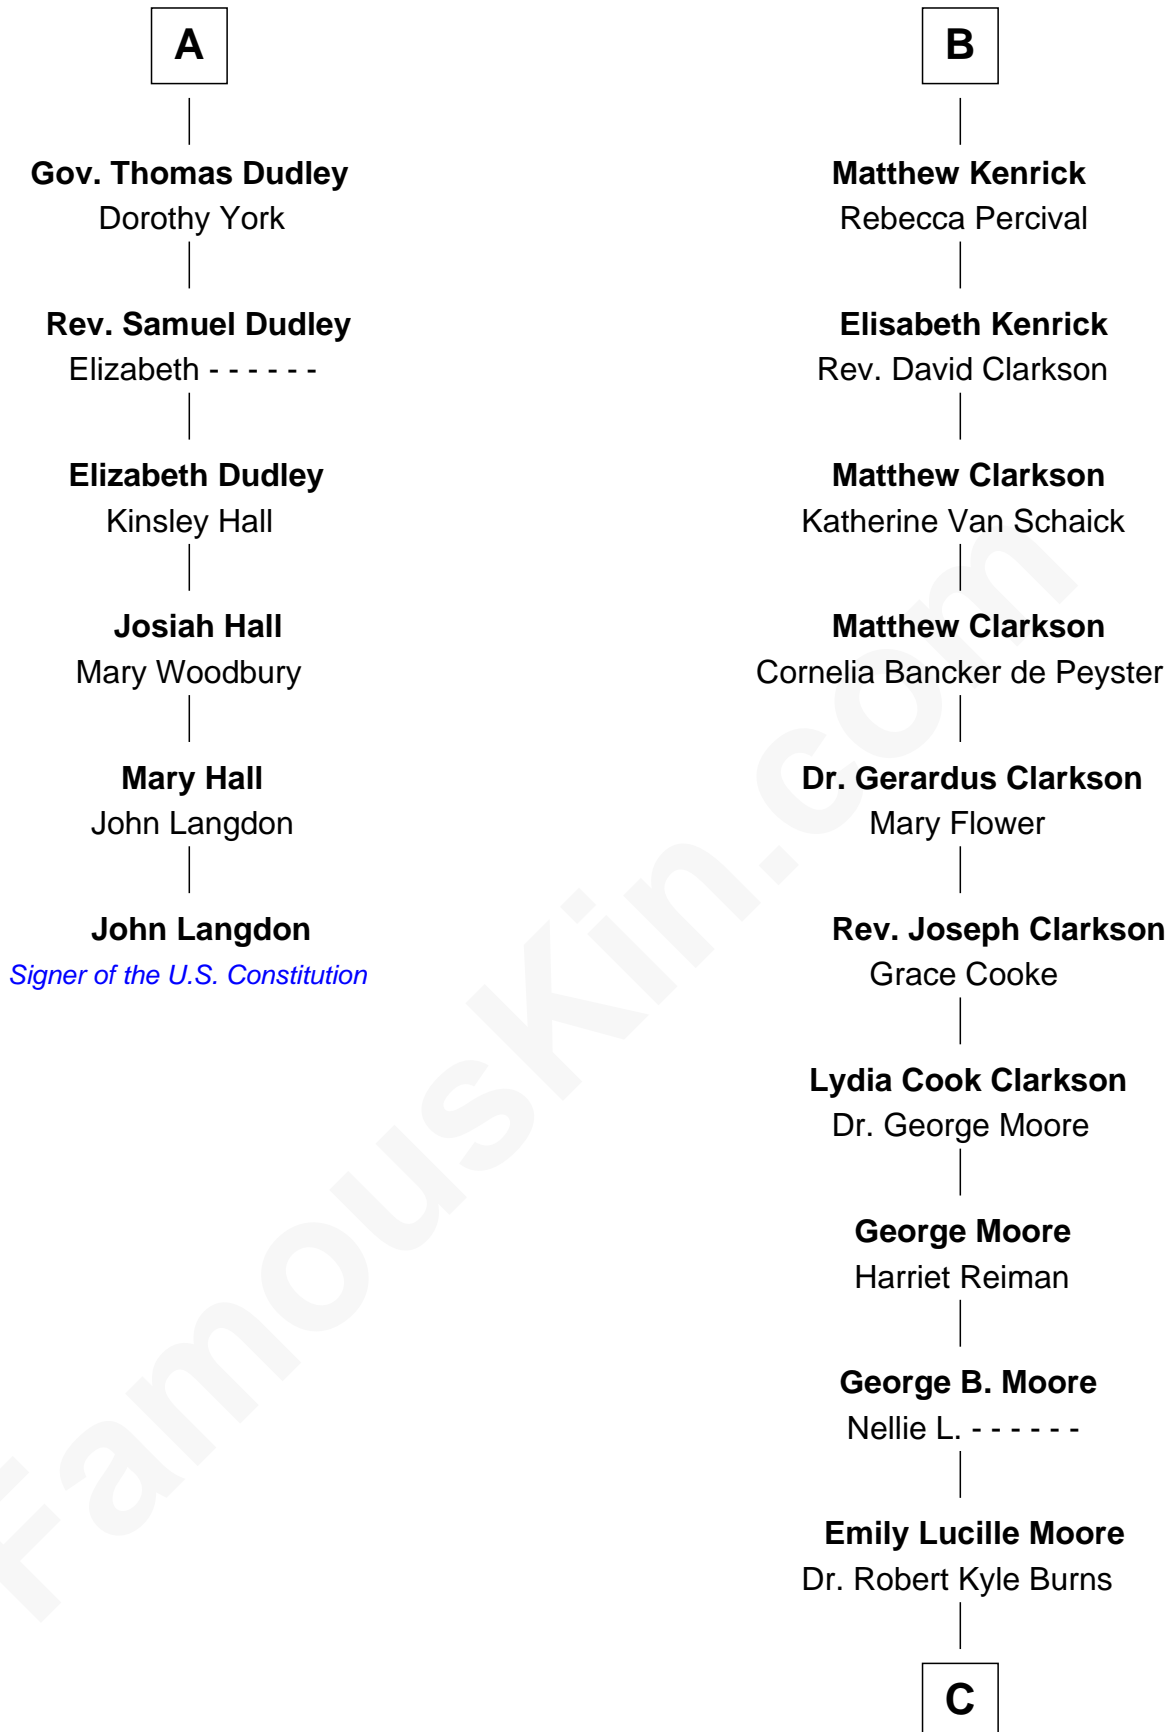 A
Gov. Thomas Dudley
Dorothy York
Rev. Samuel Dudley
Elizabeth - - - - - -
Elizabeth Dudley
Kinsley Hall
Josiah Hall
Mary Woodbury
Mary Hall
John Langdon
John Langdon
Signer of the U.S. Constitution
B
Matthew Kenrick
Rebecca Percival
Elisabeth Kenrick
Rev. David Clarkson
Matthew Clarkson
Katherine Van Schaick
Matthew Clarkson
Cornelia Bancker de Peyster
Dr. Gerardus Clarkson
Mary Flower
Rev. Joseph Clarkson
Grace Cooke
Lydia Cook Clarkson
Dr. George Moore
George Moore
Harriet Reiman
George B. Moore
Nellie L. - - - - - -
Emily Lucille Moore
Dr. Robert Kyle Burns
C
FamousKin.com